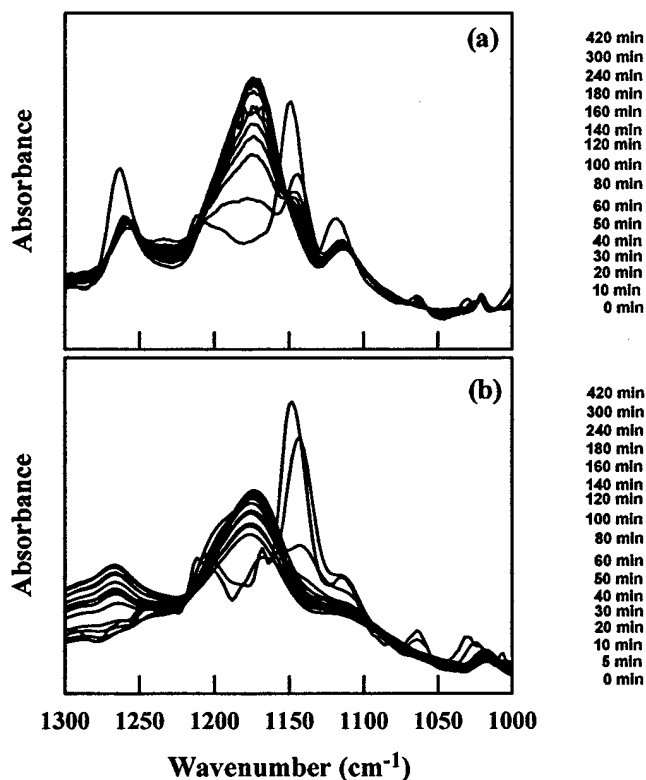 (a)
Absorbance
420 min
300 min
240 min
180 min
160 min
140 min
120 min
100 min
80 min
60 min
50 min
40 min
30 min
20 min
10 min
0 min
(b)
Absorbance
420 min
300 min
240 min
180 min
160 min
140 min
120 min
100 min
80 min
60 min
50 min
40 min
30 min
20 min
10 min
5 min
0 min
1300 1250 1200 1150 1100 1050 1000
Wavenumber (cm⁻¹)